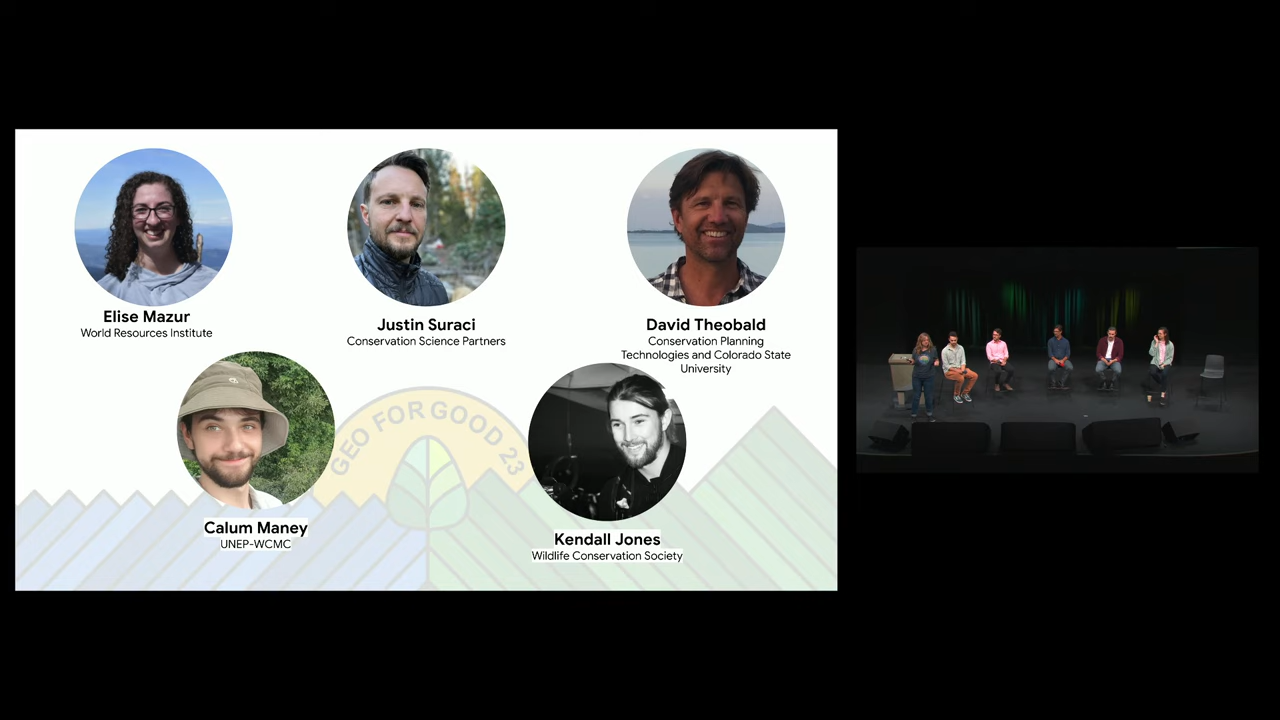 Elise Mazur
World Resources Institute
Justin Suraci
Conservation Science Partners
David Theobald
Conservation Planning
Technologies and Colorado State
University
GEO FOR GOOD 23
Calum Maney
UNEP-WCMC
Kendall Jones
Wildlife Conservation Society